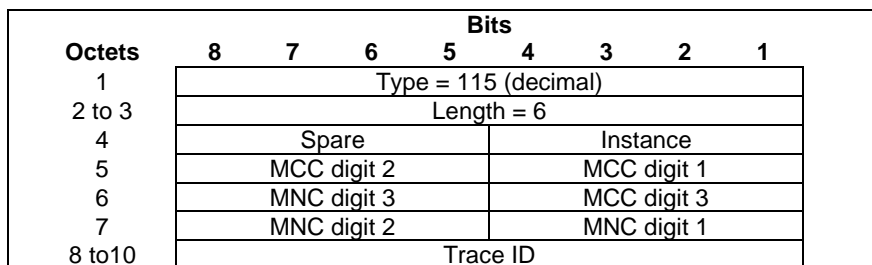 Bits
Octets 8 7 6 5 4 3 2 1
1 Type = 115 (decimal)
2 to 3 Length = 6
4 Spare Instance
5 MCC digit 2 MCC digit 1
6 MNC digit 3 MCC digit 3
7 MNC digit 2 MNC digit 1
8 to10 Trace ID